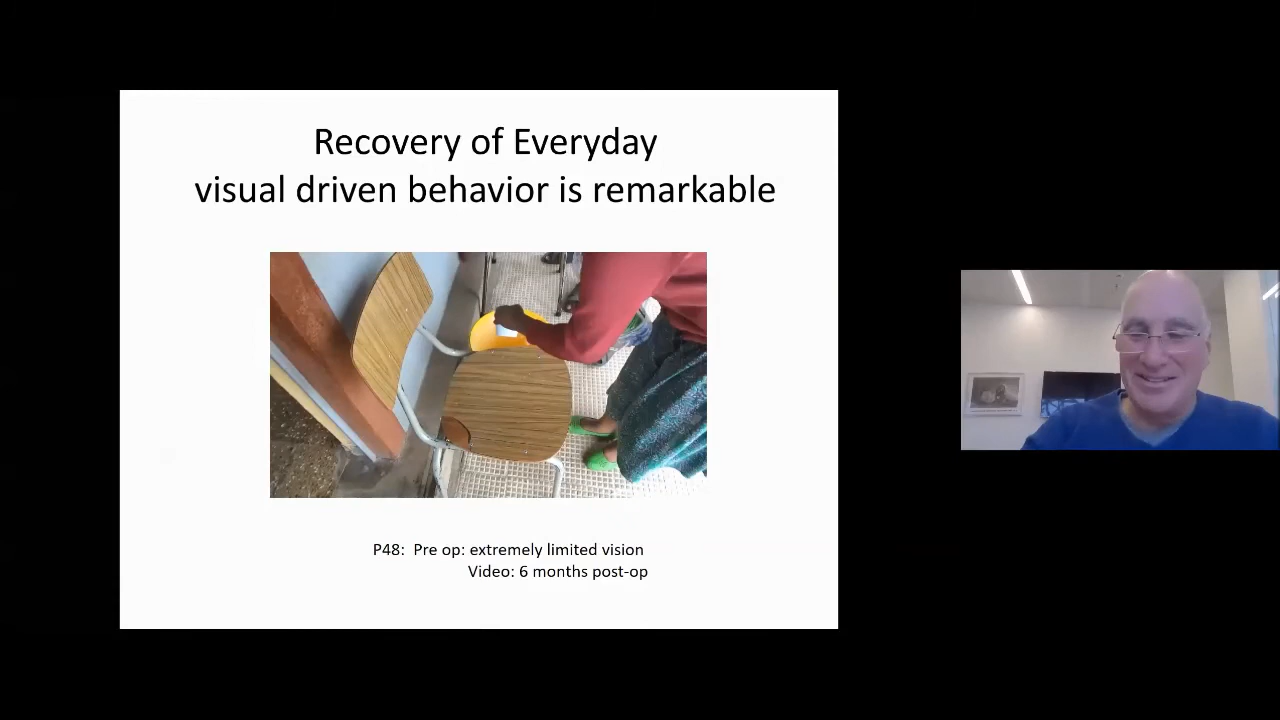 Recovery of Everyday
visual driven behavior is remarkable
P48: Pre op: extremely limited vision
Video: 6 months post-op